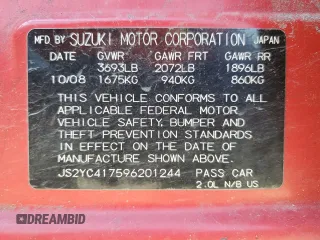 MFD BY SUZUKI MOTOR CORPORATION JAPAN
DATE GVWR GAWR FRT GAWR RR
3693LB 2072LB 1896LB
10/08 1675KG 940KG 860KG
THIS VEHICLE CONFORMS TO ALL
APPLICABLE FEDERAL MOTOR
VEHICLE SAFETY, BUMPER AND
THEFT PREVENTION STANDARDS
IN EFFECT ON THE DATE OF
MANUFACTURE SHOWN ABOVE.
JS2YC417596201244 PASS CAR
2.0L N/B US
DREAMBID